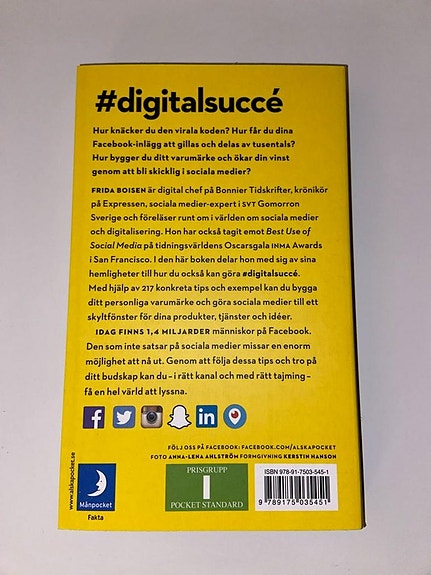 #digitalsuccé
Hur knäcker du den virala koden? Hur får du dina
Facebook-inlägg att gillas och delas av tusentals?
Hur bygger du ditt varumärke och ökar din vinst
genom att bli skicklig i sociala medier?
FRIDA BOISEN är digital chef på Bonnier Tidskrifter, krönikör
på Expressen, sociala medier-expert i SVT Gomorron
Sverige och föreläser runt om i världen om sociala medier
och digitalisering. Hon har också tagit emot Best Use of
Social Media på tidningsvärldens Oscarsgala INMA Awards
i San Francisco. I den här boken delar hon med sig av sina
hemligheter till hur du också kan göra #digitalsuccé.
Med hjälp av 217 konkreta tips och exempel kan du bygga
ditt personliga varumärke och göra sociala medier till ett
skyltfönster för dina produkter, tjänster och idéer.
IDAG FINNS 1,4 MILJARDER människor på Facebook.
Den som inte satsar på sociala medier missar en enorm
möjlighet att nå ut. Genom att följa dessa tips och tro på
ditt budskap kan du – i rätt kanal och med rätt tajming –
få en hel värld att lyssna.
FÖLJ OSS PÅ FACEBOOK: FACEBOOK.COM/ALSKAPOCKET
FOTO ANNA-LENA AHLSTRÖM FORMGIVNING KERSTIN HANSON
www.alskapocket.se
Månpocket
Fakta
PRISGRUPP
I
POCKET STANDARD
ISBN 978-91-7503-545-1
9 789175 035451